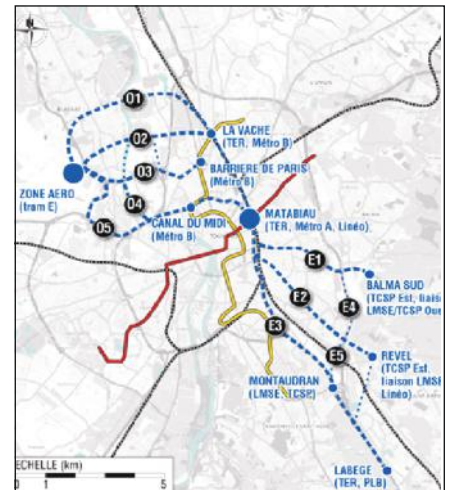 N
O1
O2
LA VACHE
(TER, Métro B)
O3
BARRIERE DE PARIS
(Métro B)
ZONE AERO
(tram E)
O4
O5
CANAL DU MIDI
(Métro B)
MATABIAU
(TER, Métro A, Linéo)
E1
BALMA SUD
(TCSP Est, liais
LMSE/TCSP Oue
E2
E4
E3
E5
REVEL
(TCSP Est,
liaison LMSE
Linéo)
MONTAUDRAN
(LMSE, TCSP)
LABEGE
(TER, PLB)
ECHELLE (km)
0 1 5